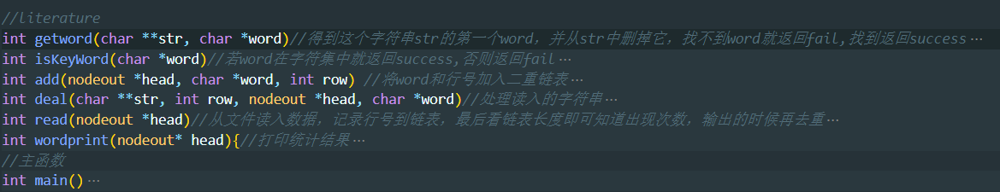 //literature
int getword(char **str, char *word)//得到这个字符串str的第一个word，并从str中删掉它，找不到word就返回fail,找到返回success…
int isKeyWord(char *word)//若word在字符集中就返回success,否则返回fail…
int add(nodeout *head, char *word, int row) //将word和行号加入二重链表…
int deal(char **str, int row, nodeout *head, char *word)//处理读入的字符串…
int read(nodeout *head)//从文件读入数据，记录行号到链表，最后看链表长度即可知道出现次数，输出的时候再去重…
int wordprint(nodeout* head){//打印统计结果…
//主函数
int main()…